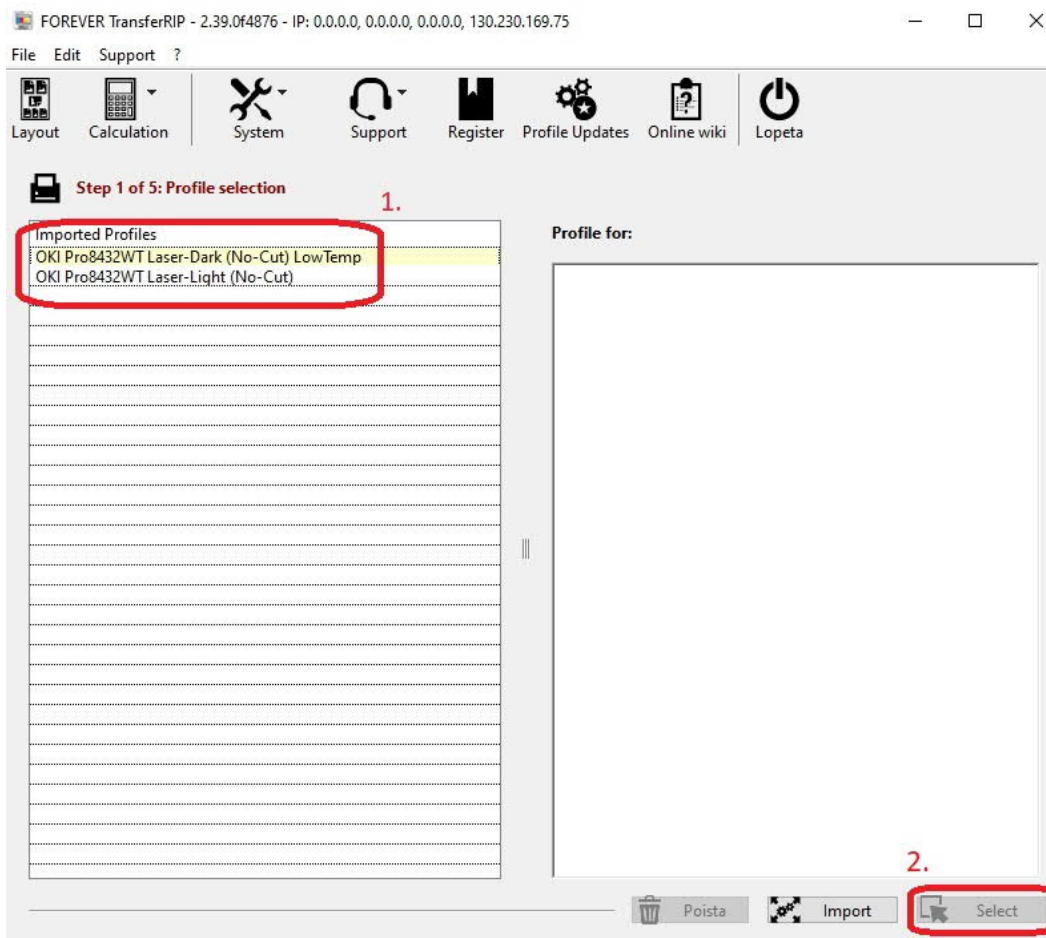 FOREVER TransferRIP - 2.39.0f4876 - IP: 0.0.0.0, 0.0.0.0, 0.0.0.0, 130.230.169.75
File Edit Support ?
Layout Calculation System Support Register Profile Updates Online wiki Lopeta
Step 1 of 5: Profile selection
1.
Imported Profiles
OKI Pro8432WT Laser-Dark (No-Cut) LowTemp
OKI Pro8432WT Laser-Light (No-Cut)
Profile for:
2.
Poista Import Select